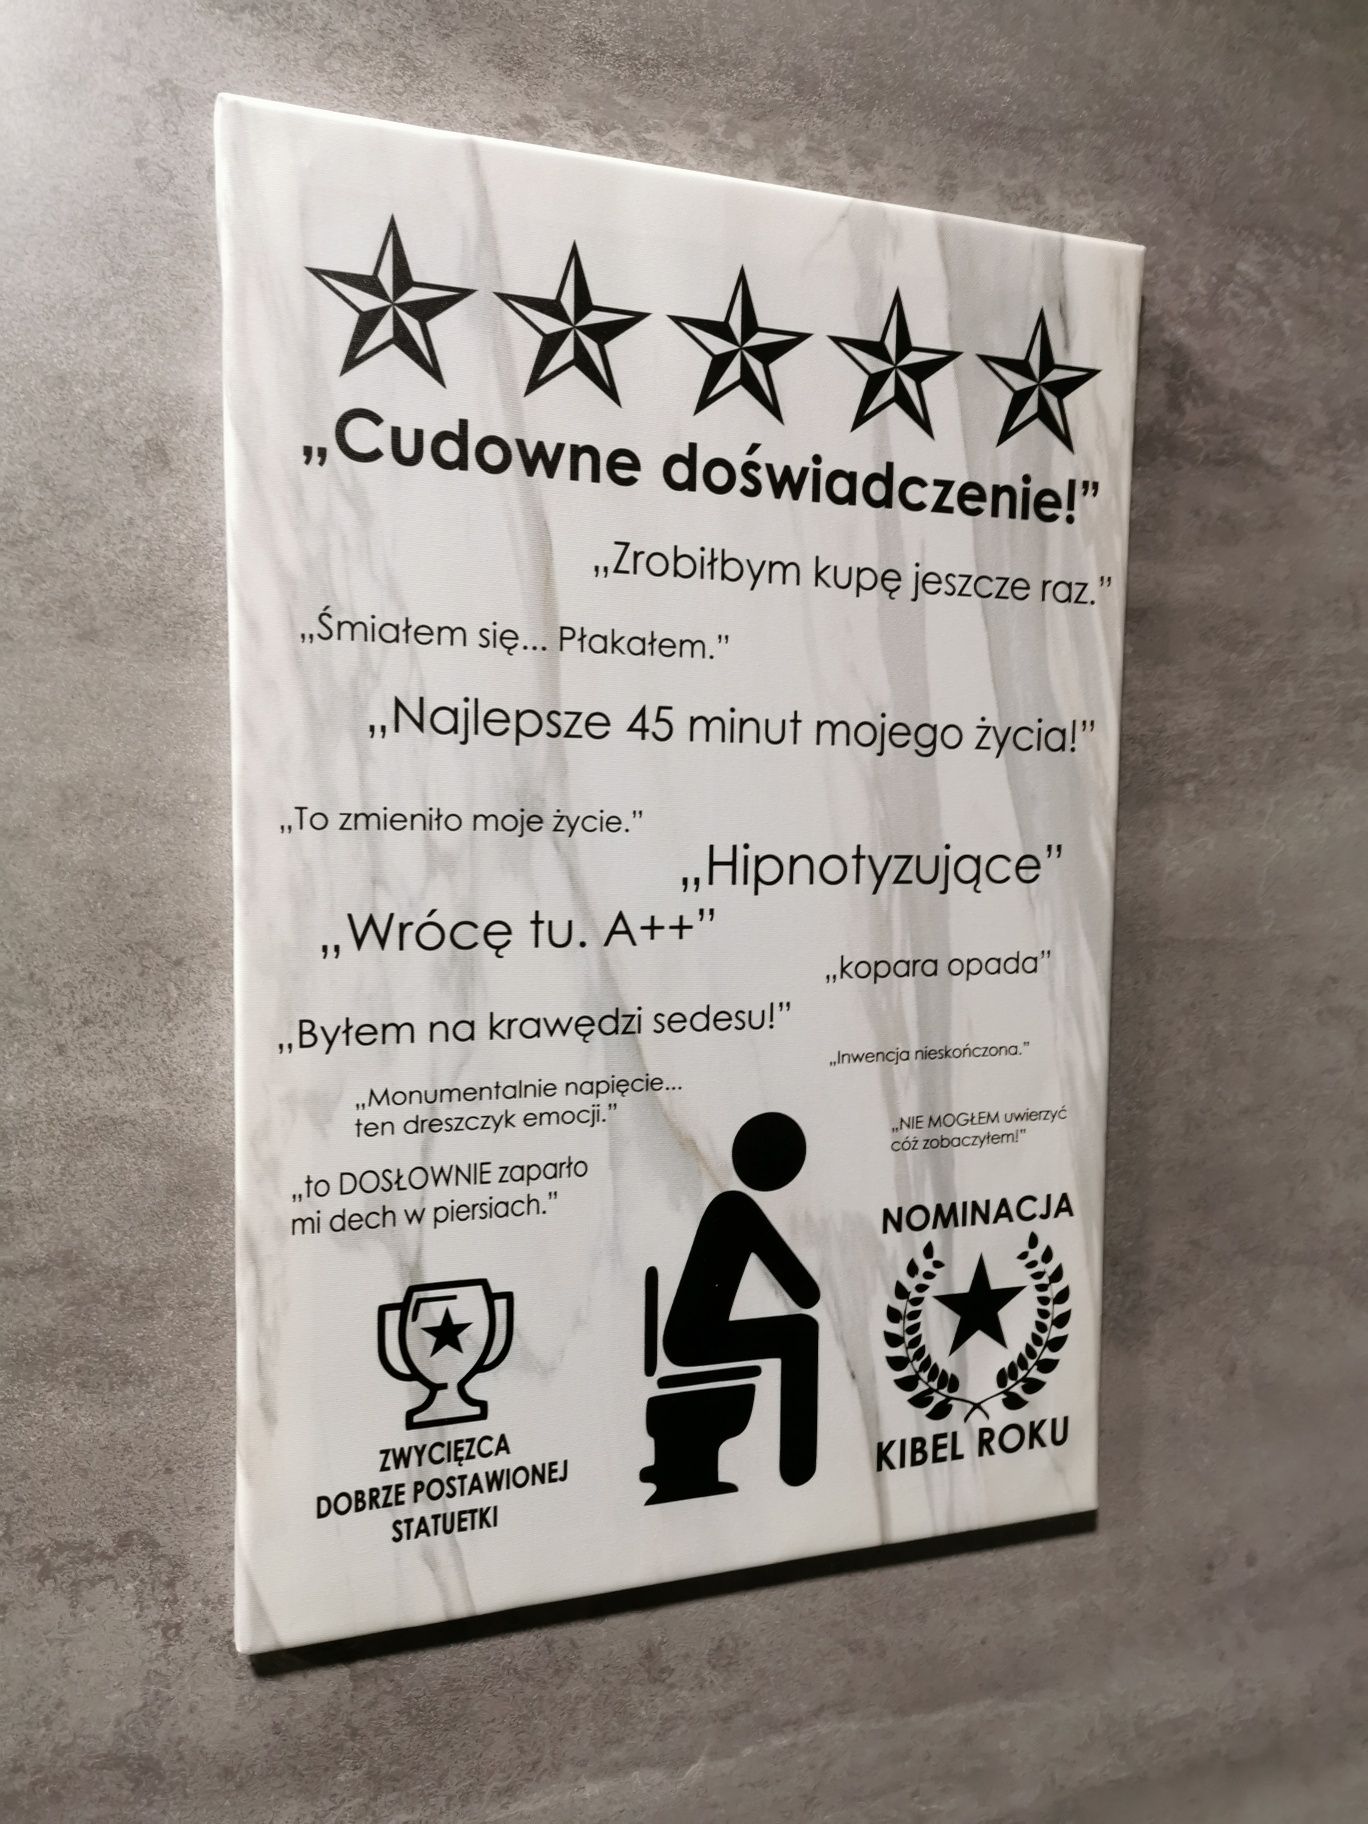 „Cudowne doświadczenie!”
„Zrobiłbym kupę jeszcze raz.”
„Śmiałem się... Płakałem.”
„Najlepsze 45 minut mojego życia!”
„To zmieniło moje życie.”
„Hipnotyzujące”
„Wrócę tu. A++”
„kopara opada”
„Byłem na krawędzi sedesu!”
„Inwencja nieskończona.”
„Monumentalnie napięcie...
ten dreszczyk emocji.”
„NIE MOGŁEM uwierzyć
cóż zobaczyłem!”
„to DOSŁOWNIE zaparło
mi dech w piersiach.”
NOMINACJA
KIBEL ROKU
ZWYCIĘZCA
DOBRZE POSTAWIONEJ
STATUETKI